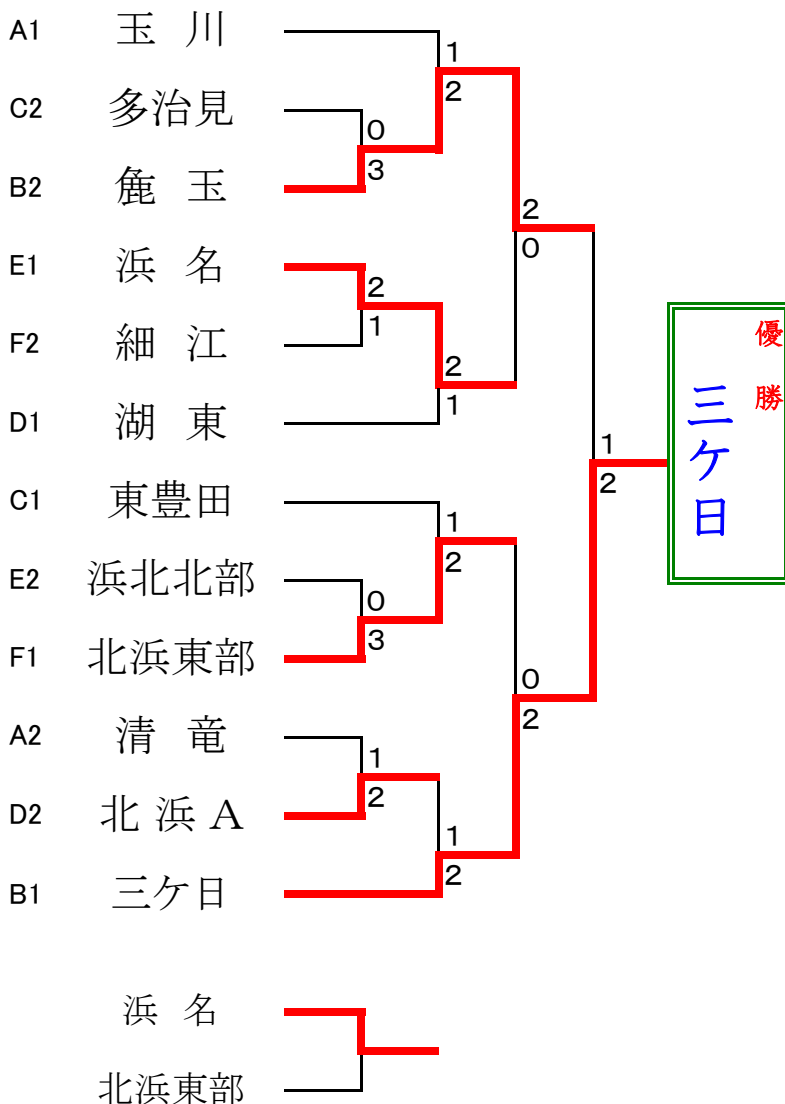 A1 玉 川
1
2
C2 多治見
0
3
B2 麁 玉
2
0
E1 浜 名
2
1
F2 細 江
2
1
D1 湖 東
優勝
三ケ日
1
2
C1 東豊田
1
2
E2 浜北北部
0
3
F1 北浜東部
0
2
A2 清 竜
1
2
D2 北 浜 A
1
2
B1 三ケ日
浜 名
北浜東部